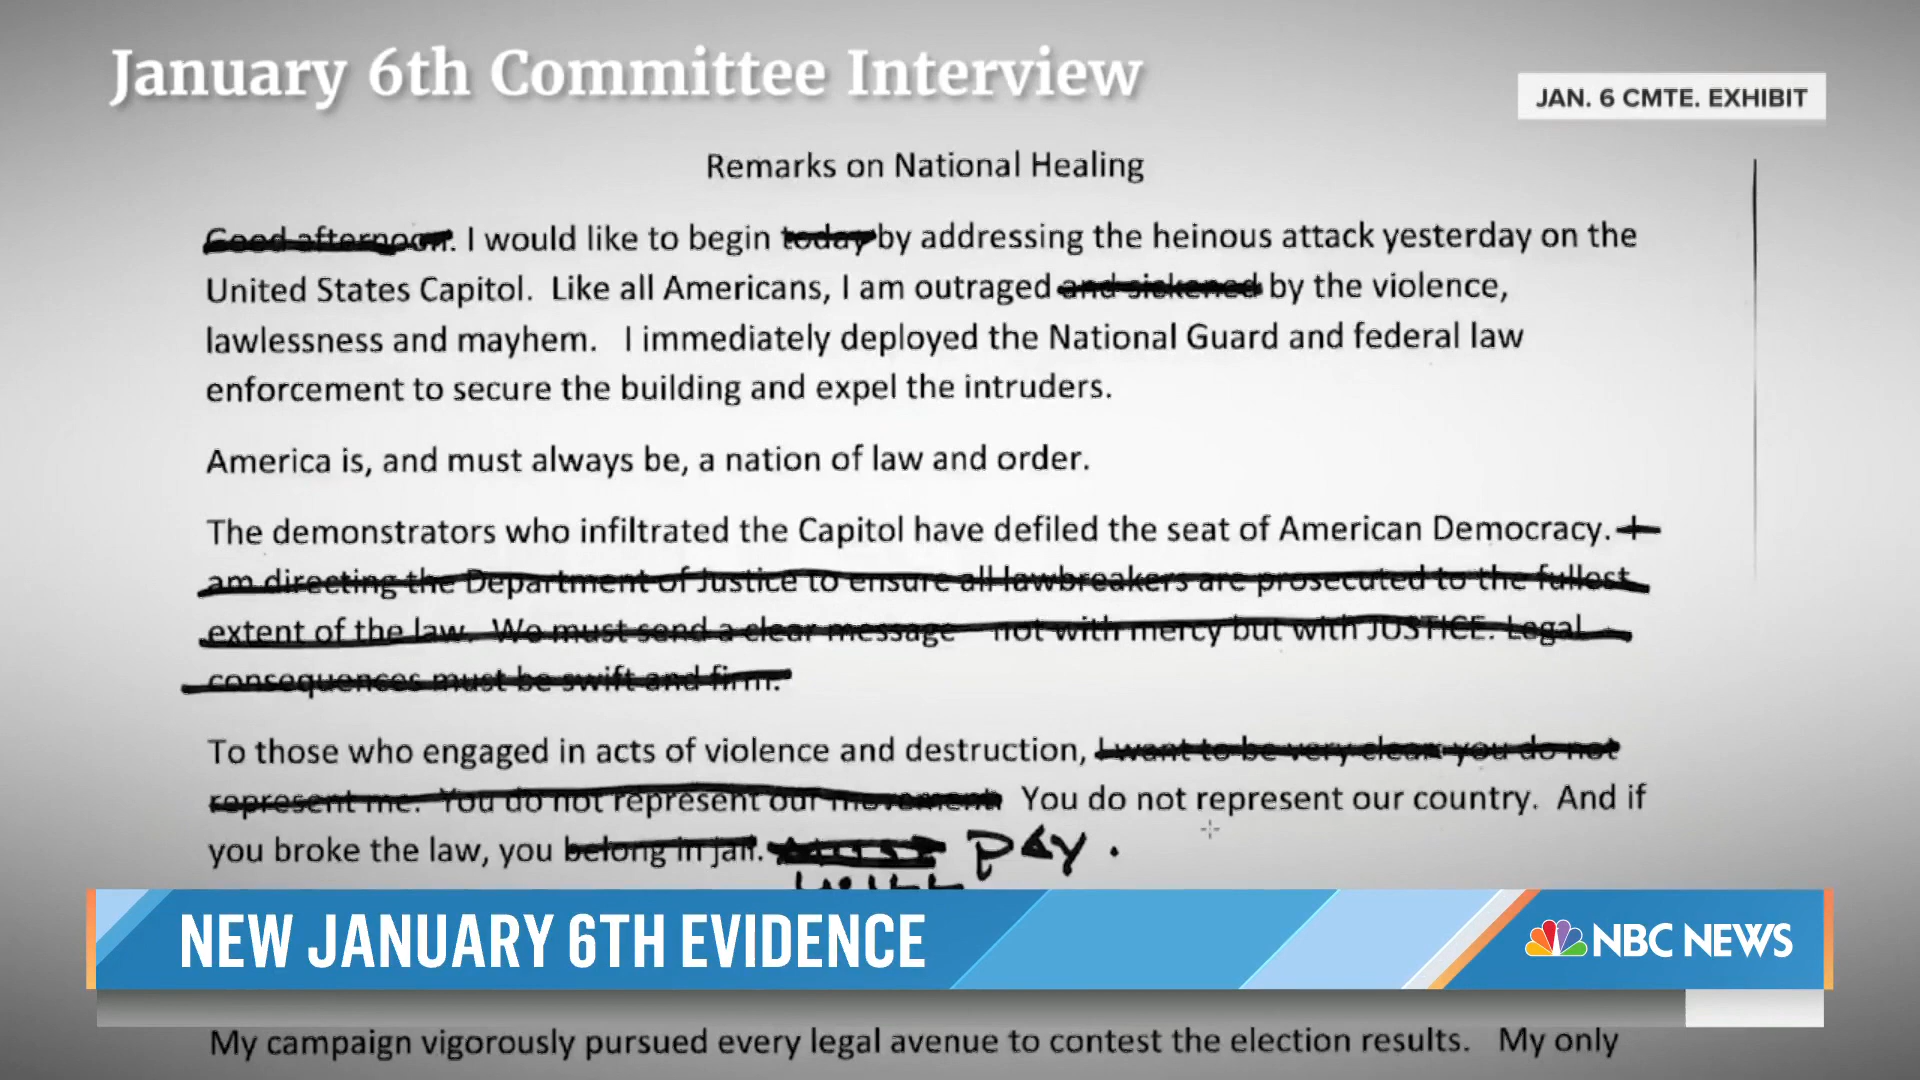 January 6th Committee Interview
JAN. 6 CMTE. EXHIBIT
Remarks on National Healing
Good afternoon. I would like to begin today by addressing the heinous attack yesterday on the
United States Capitol. Like all Americans, I am outraged and sickened by the violence,
lawlessness and mayhem. I immediately deployed the National Guard and federal law
enforcement to secure the building and expel the intruders.
America is, and must always be, a nation of law and order.
The demonstrators who infiltrated the Capitol have defiled the seat of American Democracy. I
am directing the Department of Justice to ensure all lawbreakers are prosecuted to the fullest
extent of the law. We must send a clear message not with mercy but with JUSTICE. Legal
consequences must be swift and firm.
To those who engaged in acts of violence and destruction, I want to be very clear you do not
represent me. You do not represent our movement. You do not represent our country. And if
you broke the law, you belong in jail. pay.
NEW JANUARY 6TH EVIDENCE
NBC NEWS
My campaign vigorously pursued every legal avenue to contest the election results. My only